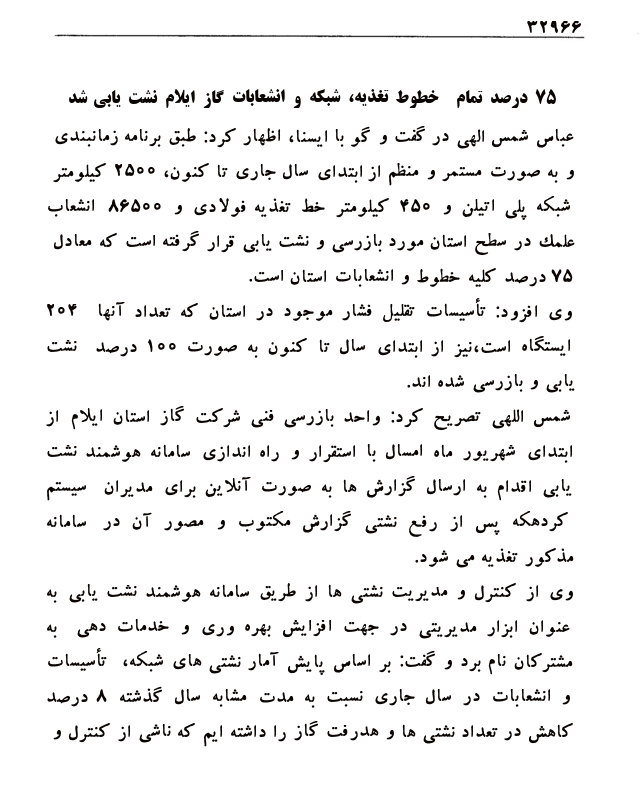 ۳۲۹۶۶
۷۵ درصد تمام خطوط تغذیه، شبکه و انشعابات گاز ایلام نشت یابی شد
عباس شمس الهی در گفت و گو با ایسنا، اظهار کرد: طبق برنامه زمانبندی
و به صورت مستمر و منظم از ابتدای سال جاری تا کنون، ۲۵۰۰ کیلومتر
شبکه پلی اتیلن و ۴۵۰ کیلومتر خط تغذیه فولادی و ۸۶۵۰۰ انشعاب
علمك در سطح استان مورد بازرسی و نشت یابی قرار گرفته است که معادل
۷۵ درصد کلیه خطوط و انشعابات استان است.
وی افزود: تأسیسات تقلیل فشار موجود در استان که تعداد آنها ۲۰۴
ایستگاه است،نیز از ابتدای سال تا کنون به صورت ۱۰۰ درصد نشت
یابی و بازرسی شده اند.
شمس اللهی تصریح کرد: واحد بازرسی فنی شرکت گاز استان ایلام از
ابتدای شهریور ماه امسال با استقرار و راه اندازی سامانه هوشمند نشت
یابی اقدام به ارسال گزارش ها به صورت آنلاین برای مدیران سیستم
کردهکه پس از رفع نشتی گزارش مکتوب و مصور آن در سامانه
مذکور تغذیه می شود.
وی از کنترل و مدیریت نشتی ها از طریق سامانه هوشمند نشت یابی به
عنوان ابزار مدیریتی در جهت افزایش بهره وری و خدمات دهی به
مشترکان نام برد و گفت: بر اساس پایش آمار نشتی های شبکه، تأسیسات
و انشعابات در سال جاری نسبت به مدت مشابه سال گذشته ۸ درصد
کاهش در تعداد نشتی ها و هدررفت گاز را داشته ایم که ناشی از کنترل و